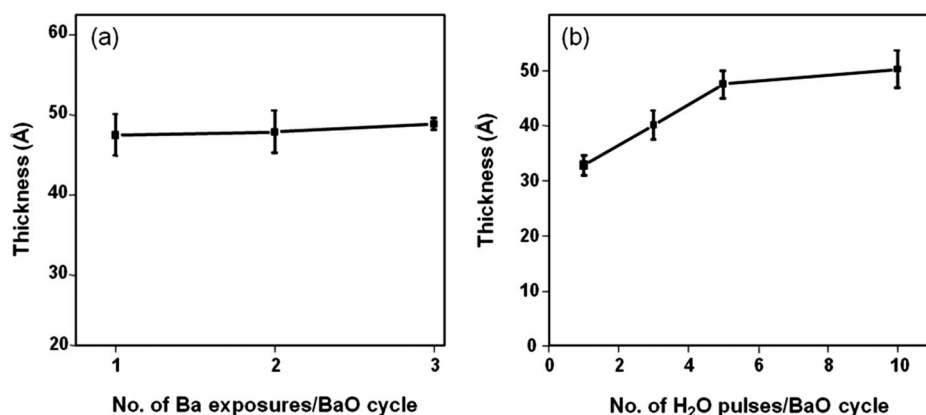 (a)
60
50
40
30
20
Thickness (Å)
1 2 3
No. of Ba exposures/BaO cycle
(b)
50
40
30
20
10
0
Thickness (Å)
0 2 4 6 8 10
No. of H₂O pulses/BaO cycle